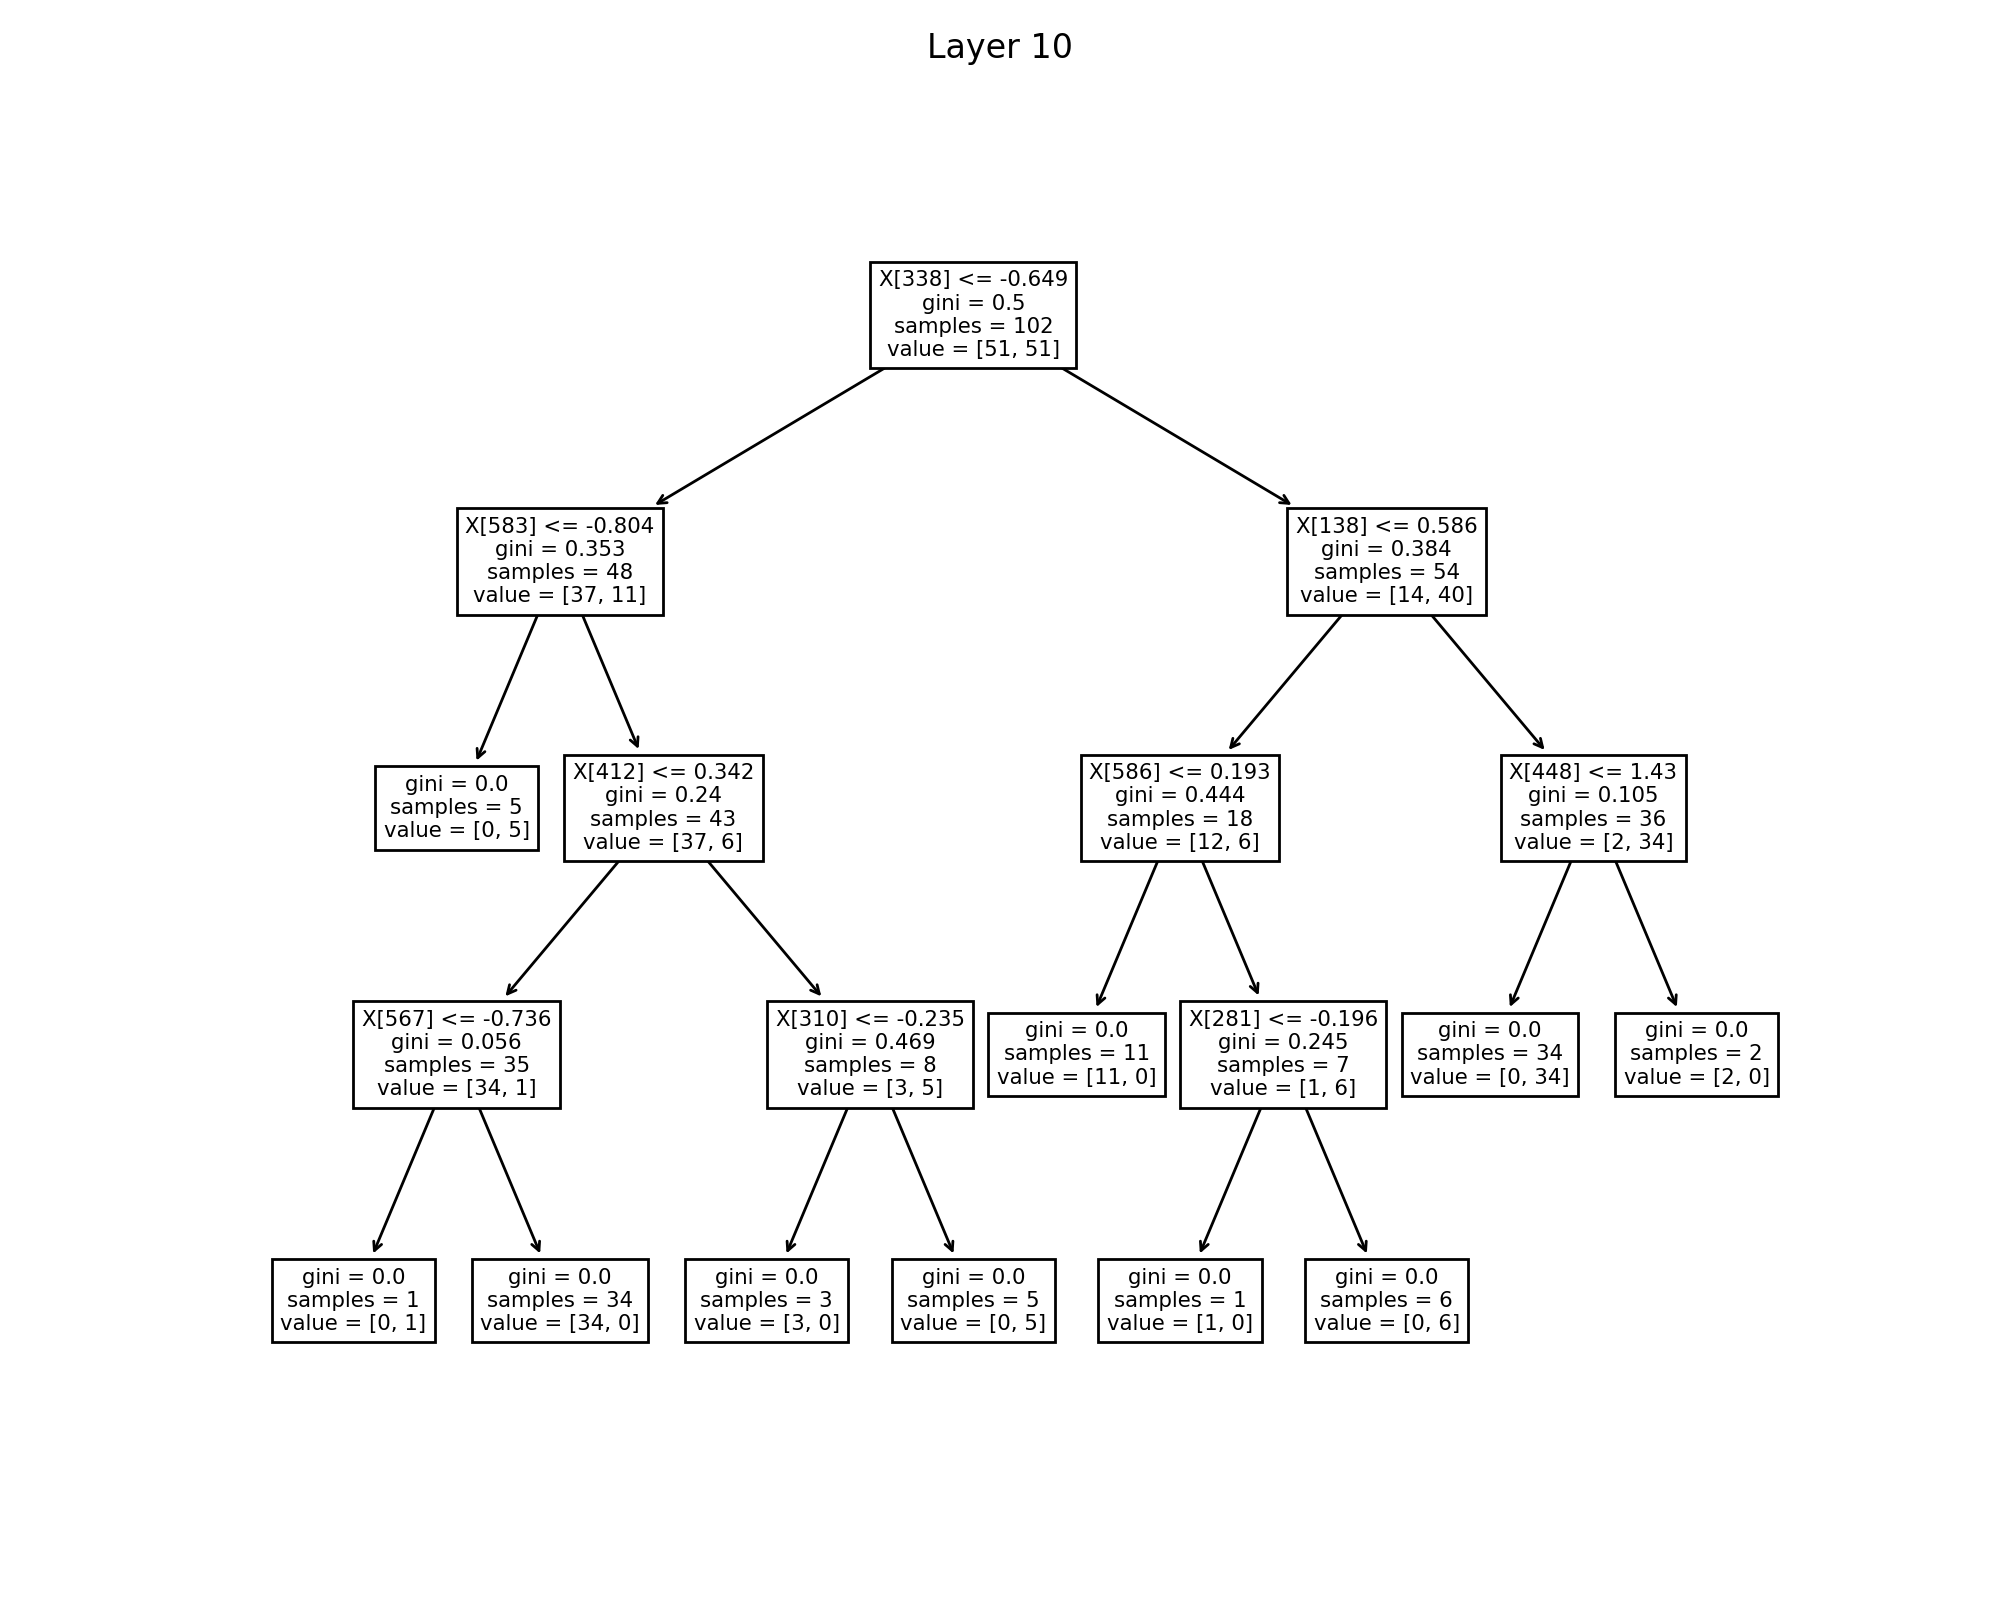 Layer 10
X[338] <= -0.649
gini = 0.5
samples = 102
value = [51, 51]
X[583] <= -0.804
gini = 0.353
samples = 48
value = [37, 11]
X[138] <= 0.586
gini = 0.384
samples = 54
value = [14, 40]
gini = 0.0
samples = 5
value = [0, 5]
X[412] <= 0.342
gini = 0.24
samples = 43
value = [37, 6]
X[586] <= 0.193
gini = 0.444
samples = 18
value = [12, 6]
X[448] <= 1.43
gini = 0.105
samples = 36
value = [2, 34]
X[567] <= -0.736
gini = 0.056
samples = 35
value = [34, 1]
X[310] <= -0.235
gini = 0.469
samples = 8
value = [3, 5]
gini = 0.0
samples = 11
value = [11, 0]
X[281] <= -0.196
gini = 0.245
samples = 7
value = [1, 6]
gini = 0.0
samples = 34
value = [0, 34]
gini = 0.0
samples = 2
value = [2, 0]
gini = 0.0
samples = 1
value = [0, 1]
gini = 0.0
samples = 34
value = [34, 0]
gini = 0.0
samples = 3
value = [3, 0]
gini = 0.0
samples = 5
value = [0, 5]
gini = 0.0
samples = 1
value = [1, 0]
gini = 0.0
samples = 6
value = [0, 6]